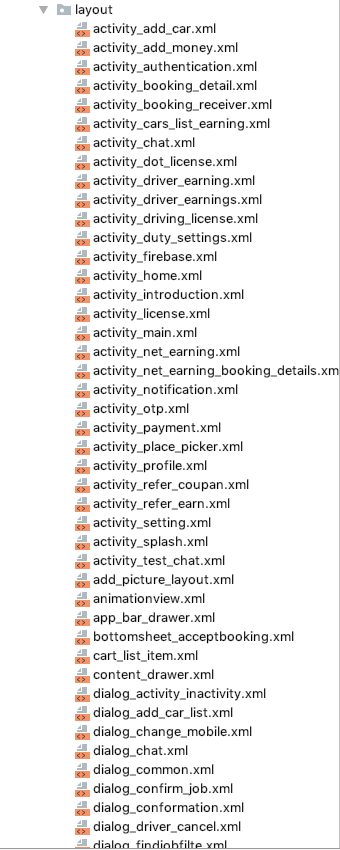 layout
activity_add_car.xml
activity_add_money.xml
activity_authentication.xml
activity_booking_detail.xml
activity_booking_receiver.xml
activity_cars_list_earning.xml
activity_chat.xml
activity_dot_license.xml
activity_driver_earning.xml
activity_driver_earnings.xml
activity_driving_license.xml
activity_duty_settings.xml
activity_firebase.xml
activity_home.xml
activity_introduction.xml
activity_license.xml
activity_main.xml
activity_net_earning.xml
activity_net_earning_booking_details.xm
activity_notification.xml
activity_otp.xml
activity_payment.xml
activity_place_picker.xml
activity_profile.xml
activity_refer_coupan.xml
activity_refer_earn.xml
activity_setting.xml
activity_splash.xml
activity_test_chat.xml
add_picture_layout.xml
animationview.xml
app_bar_drawer.xml
bottomsheet_acceptbooking.xml
cart_list_item.xml
content_drawer.xml
dialog_activity_inactivity.xml
dialog_add_car_list.xml
dialog_change_mobile.xml
dialog_chat.xml
dialog_common.xml
dialog_confirm_job.xml
dialog_conformation.xml
dialog_driver_cancel.xml
dialog_findjobfilte.xml